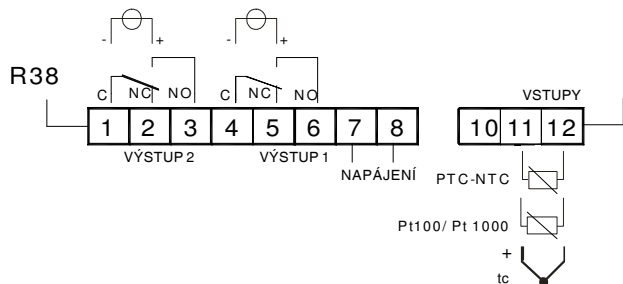 - + - +
R38
C NC NO C NC NO
VSTUPY
1 2 3 4 5 6 7 8 10 11 12
VÝSTUP 2 VÝSTUP 1
NAPÁJENÍ
PTC-NTC
Pt100/ Pt 1000
+
tc